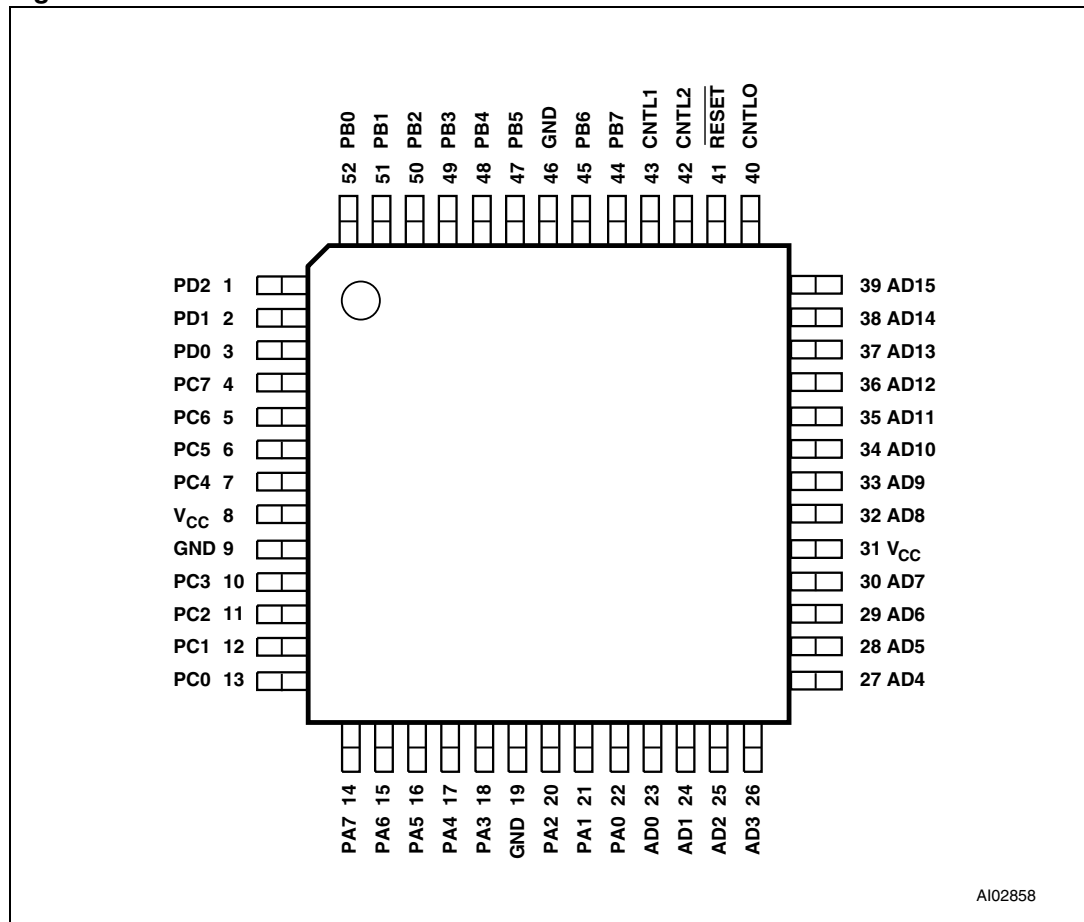 52 PB0
51 PB1
50 PB2
49 PB3
48 PB4
47 PB5
46 GND
45 PB6
44 PB7
43 CNTL1
42 CNTL2
41 RESET
40 CNTL0
PD2 1
PD1 2
PD0 3
PC7 4
PC6 5
PC5 6
PC4 7
VCC 8
GND 9
PC3 10
PC2 11
PC1 12
PC0 13
39 AD15
38 AD14
37 AD13
36 AD12
35 AD11
34 AD10
33 AD9
32 AD8
31 VCC
30 AD7
29 AD6
28 AD5
27 AD4
PA7 14
PA6 15
PA5 16
PA4 17
PA3 18
GND 19
PA2 20
PA1 21
PA0 22
AD0 23
AD1 24
AD2 25
AD3 26
AI02858